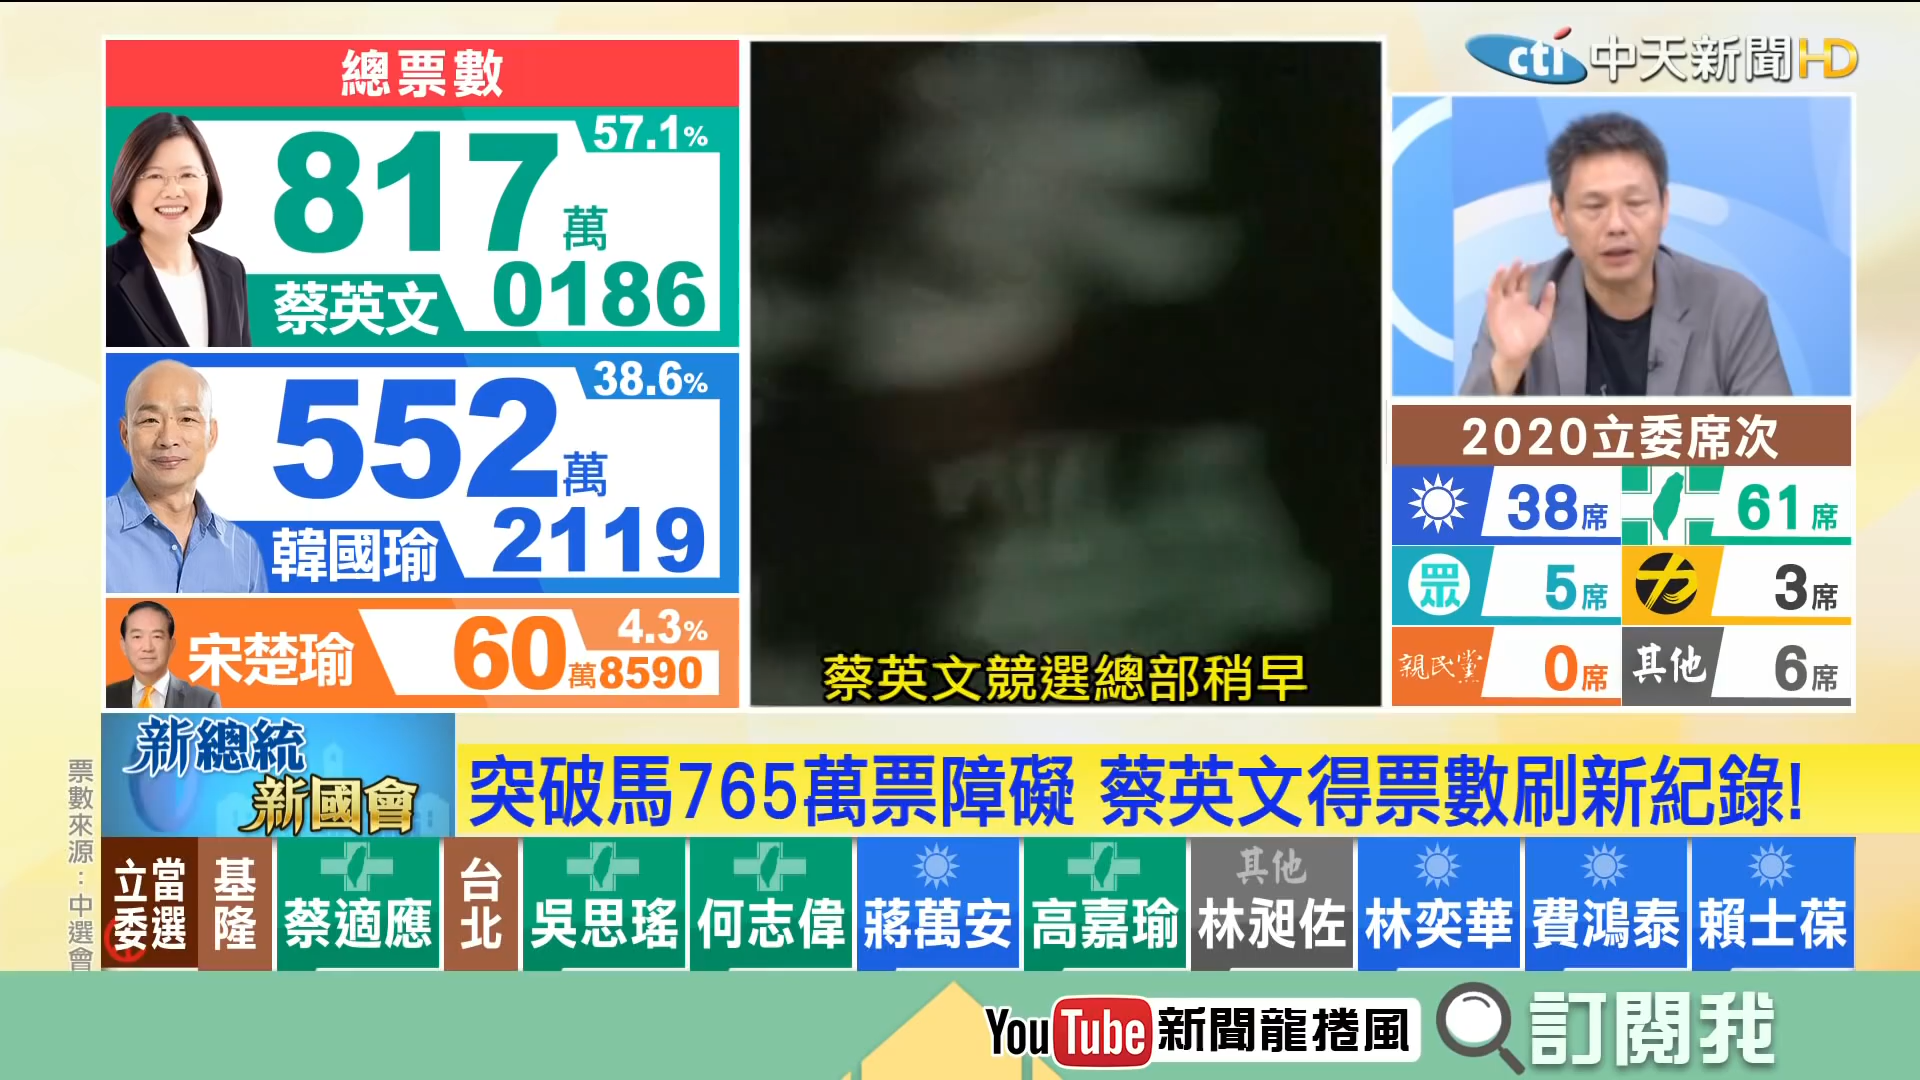 總票數
57.1%
817萬
0186
蔡英文
38.6%
552萬
2119
韓國瑜
宋楚瑜
4.3%
60萬8590
蔡英文競選總部稍早
cti 中天新聞HD
2020立委席次
38席
61席
眾 5席
3席
親民黨 0席
其他 6席
新總統
新國會
突破馬765萬票障礙 蔡英文得票數刷新紀錄!
票數來源:中選會
立委當選
基隆
蔡適應
台北
吳思瑤
何志偉
蔣萬安
高嘉瑜
其他
林昶佐
林奕華
費鴻泰
賴士葆
YouTube 新聞龍捲風
訂閱我